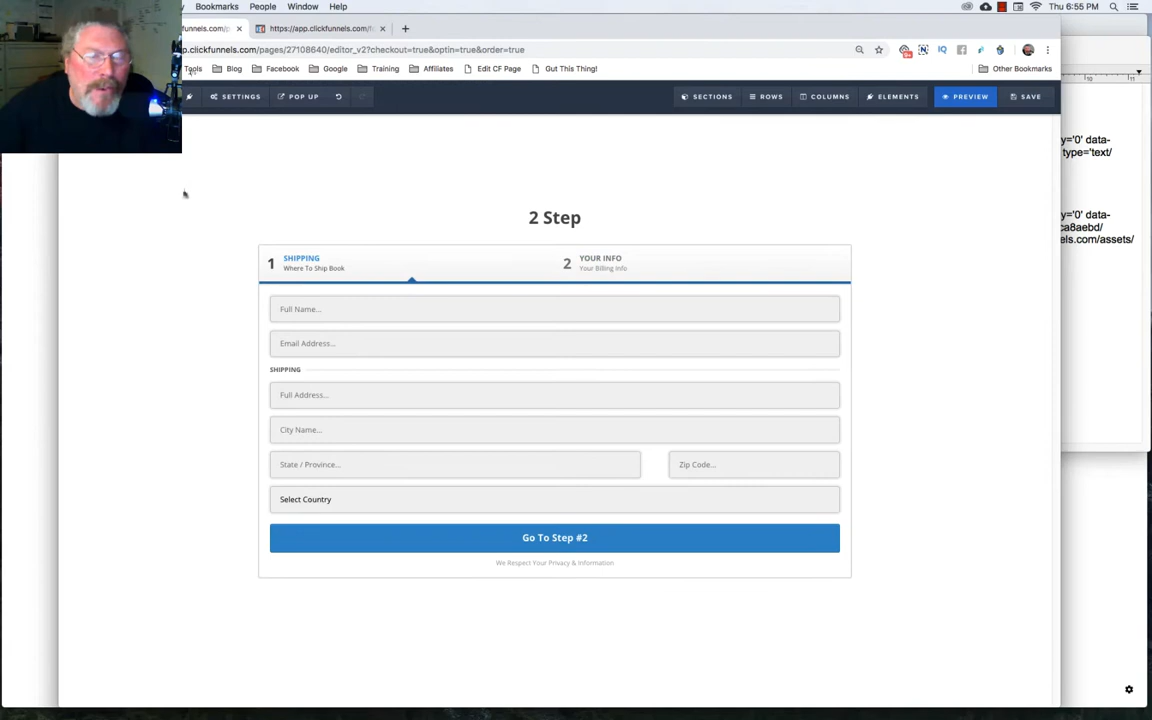 Bookmarks People Window Help
Thu 6:55 PM
funnels.com/p
https://app.clickfunnels.com/f
p.clickfunnels.com/pages/27108640/editor_v2?checkout=true&optin=true&order=true
Tools Blog Facebook Google Training Affiliates Edit CF Page Gut This Thing! Other Bookmarks
SETTINGS POP UP SECTIONS ROWS COLUMNS ELEMENTS PREVIEW SAVE
10 11
y='0' data-
type='text/
y='0' data-
ca8aebd/
els.com/assets/
2 Step
1 SHIPPING
Where To Ship Book
2 YOUR INFO
Your Billing Info
Full Name...
Email Address...
SHIPPING
Full Address...
City Name...
State / Province...
Zip Code...
Select Country
Go To Step #2
We Respect Your Privacy & Information